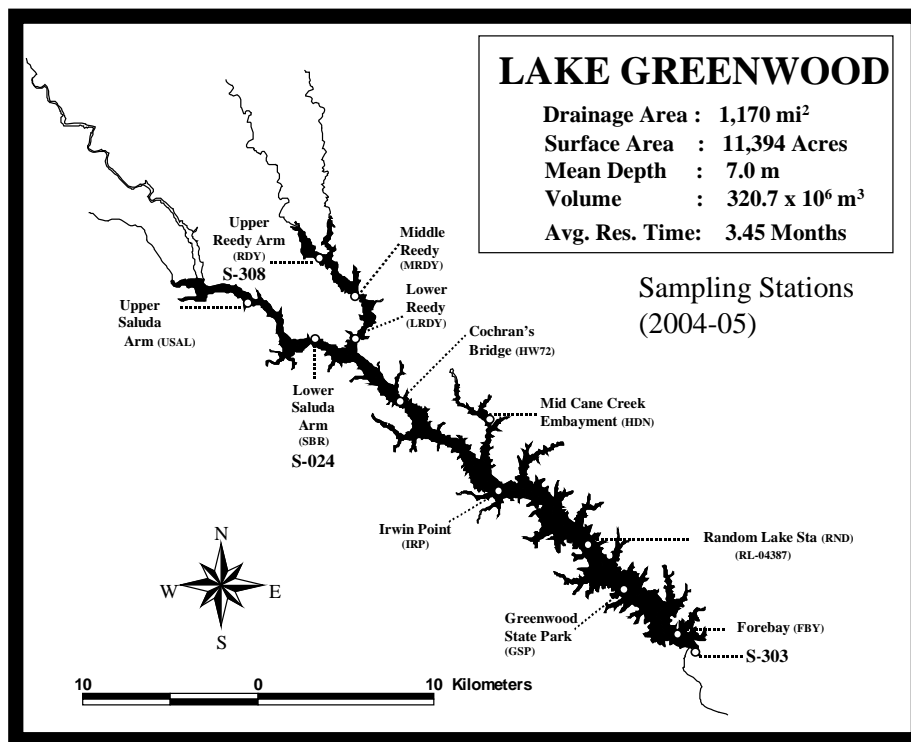 LAKE GREENWOOD
Drainage Area : 1,170 mi²
Surface Area : 11,394 Acres
Mean Depth : 7.0 m
Volume : 320.7 x 10⁶ m³
Avg. Res. Time: 3.45 Months
Sampling Stations
(2004-05)
Upper
Reedy Arm
(RDY)
S-308
Middle
Reedy
(MRDY)
Lower
Reedy
(LRDY)
Upper
Saluda
Arm (USAL)
Cochran's
Bridge (HW72)
Lower
Saluda
Arm
(SBR)
S-024
Mid Cane Creek
Embayment (HDN)
Irwin Point
(IRP)
Random Lake Sta (RND)
(RL-04387)
Greenwood
State Park
(GSP)
Forebay (FBY)
S-303
N
W E
S
10 0 10 Kilometers